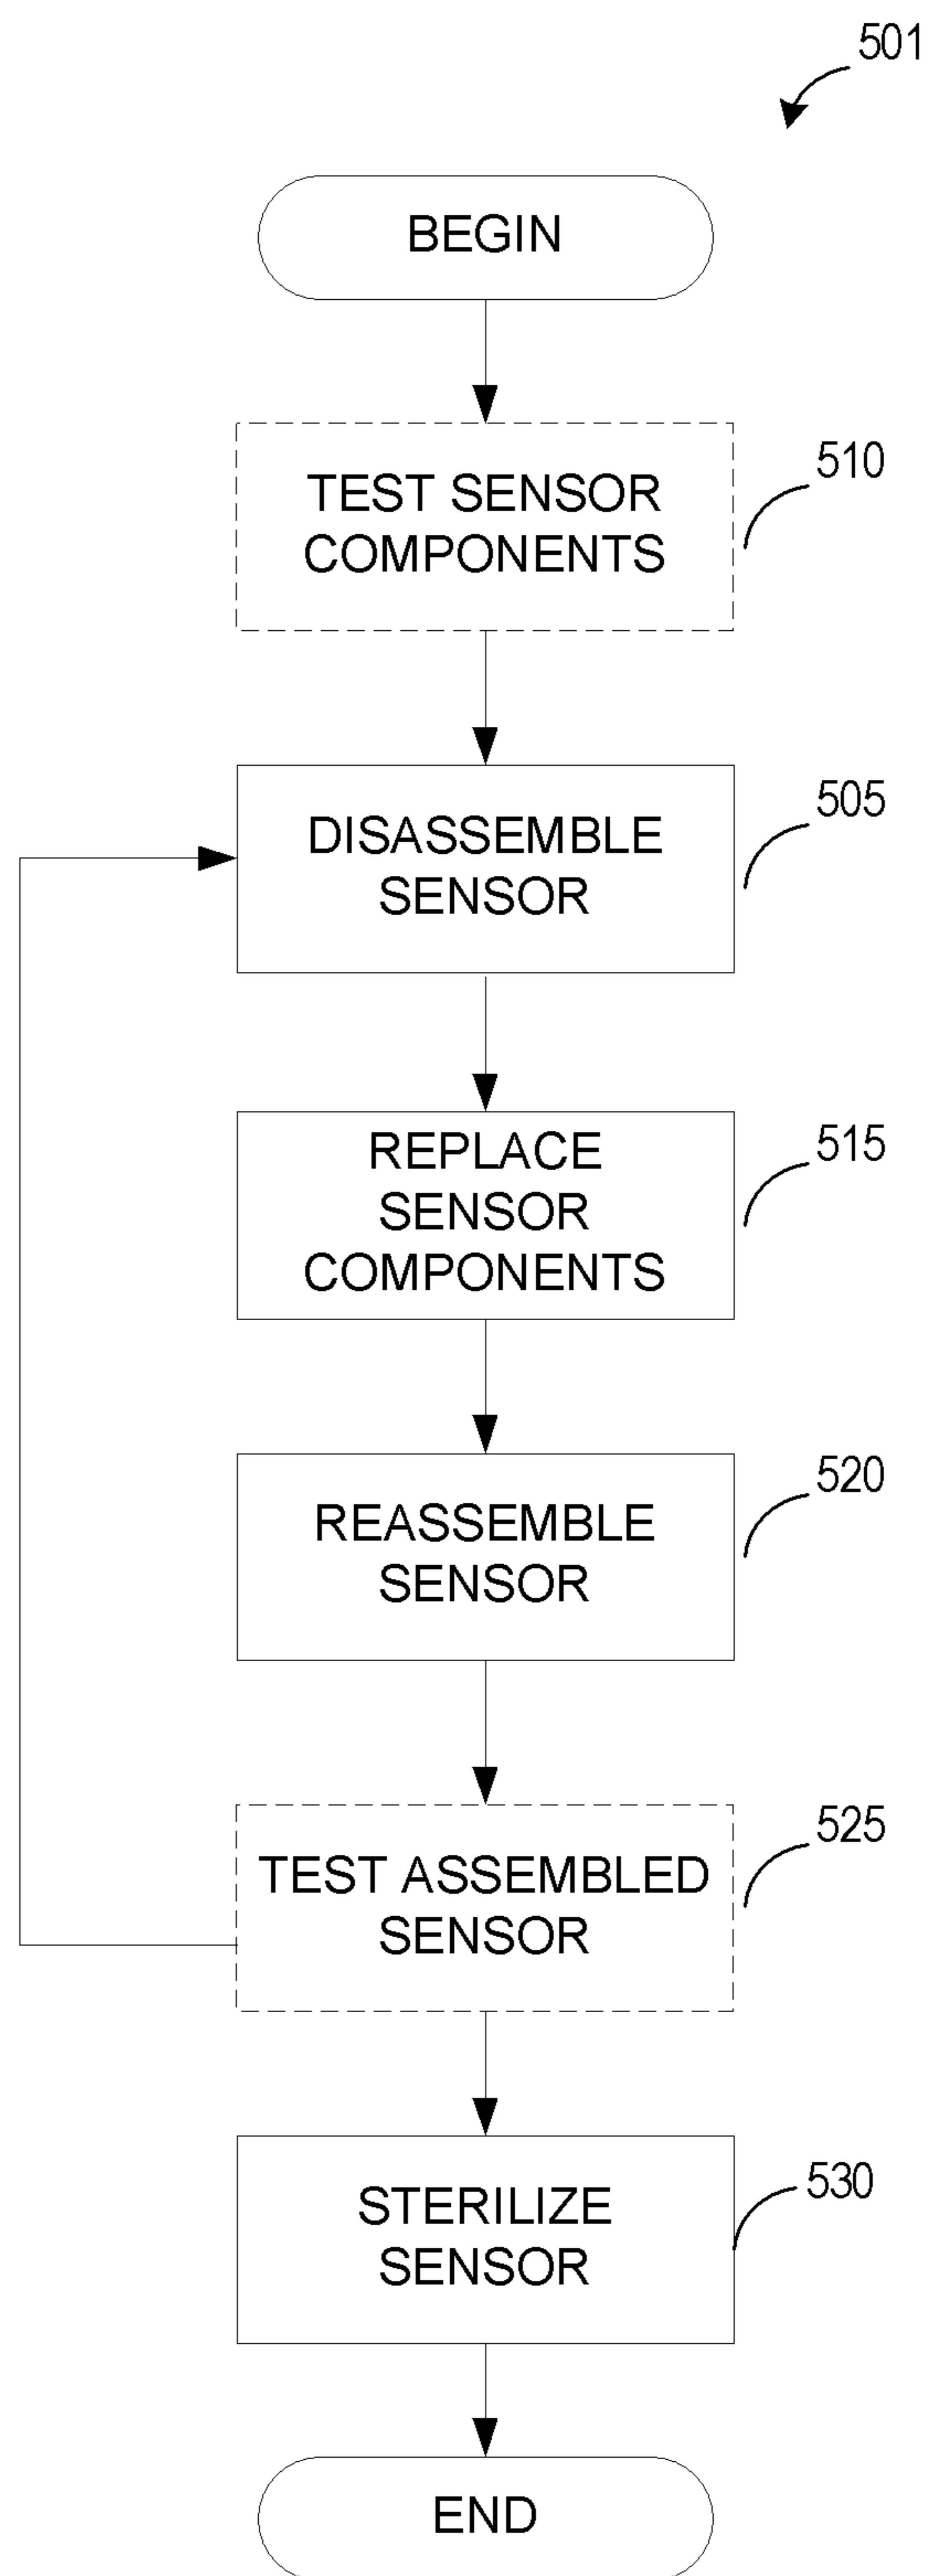 501
BEGIN
TEST SENSOR
COMPONENTS
510
DISASSEMBLE
SENSOR
505
REPLACE
SENSOR
COMPONENTS
515
REASSEMBLE
SENSOR
520
TEST ASSEMBLED
SENSOR
525
STERILIZE
SENSOR
530
END